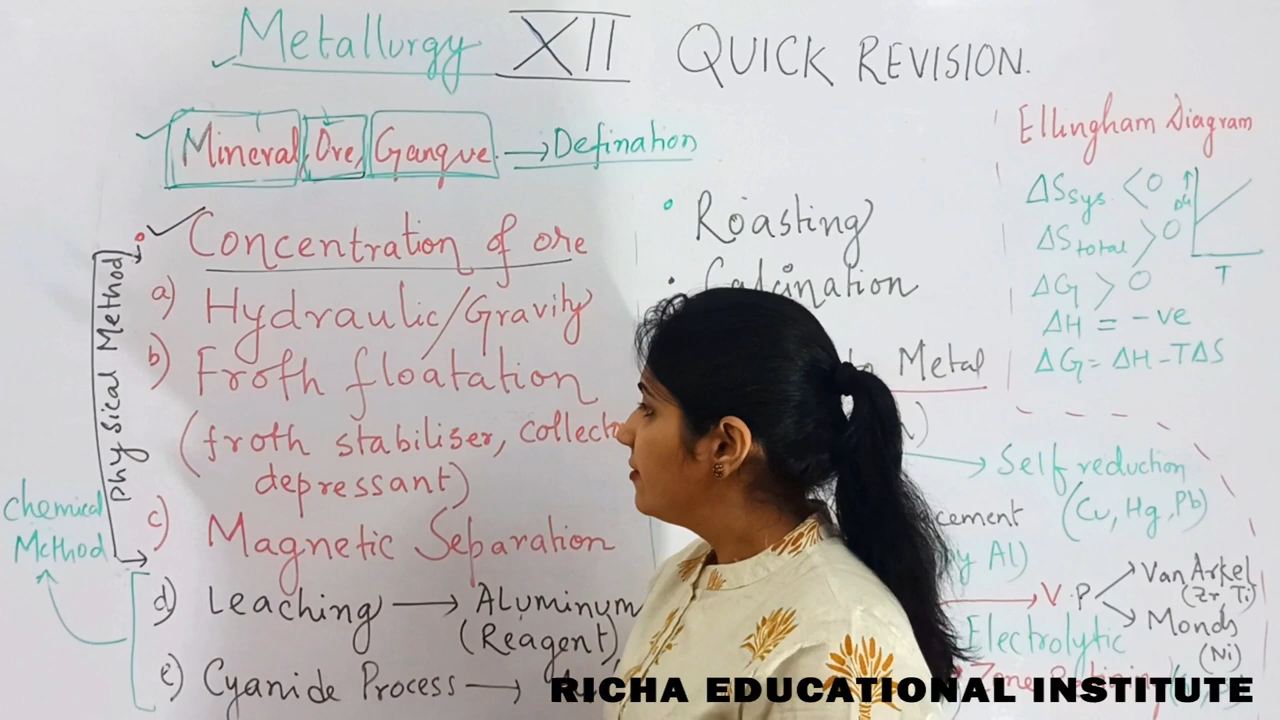 Metallurgy XII QUICK REVISION.
Mineral, Ore, Gangue. → Defination
Concentration of ore
a) Hydraulic/Gravity
b) Froth floatation
(froth stabiliser,
depressant)
c) Magnetic Separation
d) Leaching → Aluminum
(Reagent)
e) Cyanide Process →
Physical Method
Chemical
Method
Roasting
Calcination
Metal
Self reduction
(Cu, Hg, Pb)
Al)
V.P
Van Arkel
(Zr, Ti)
Monds
(Ni)
Electrolytic
Zone
Ellingham Diagram
ΔSsys < 0
ΔStotal > 0
ΔG > 0
ΔH = -ve
ΔG = ΔH - TΔS
ΔG
T
RICHA EDUCATIONAL INSTITUTE